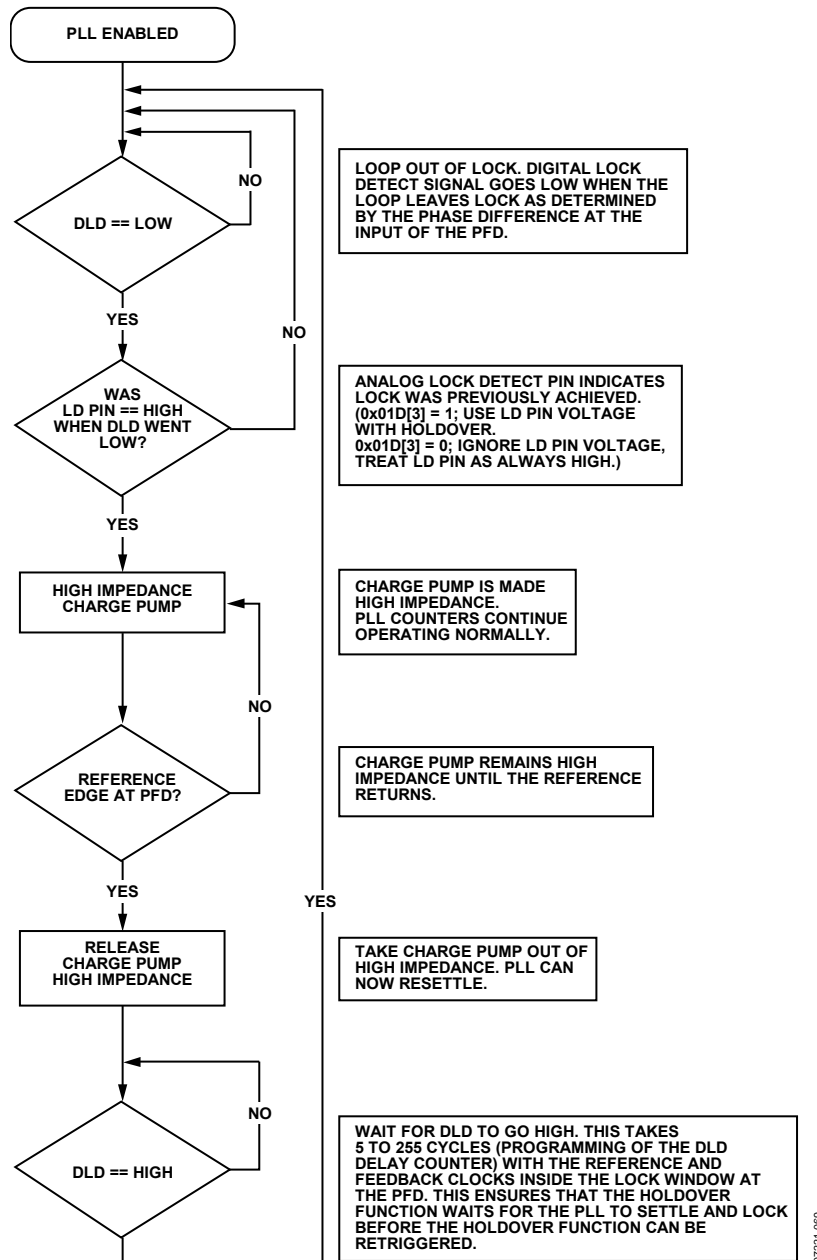 PLL ENABLED
NO
DLD == LOW
LOOP OUT OF LOCK. DIGITAL LOCK
DETECT SIGNAL GOES LOW WHEN THE
LOOP LEAVES LOCK AS DETERMINED
BY THE PHASE DIFFERENCE AT THE
INPUT OF THE PFD.
YES
NO
WAS
LD PIN == HIGH
WHEN DLD WENT
LOW?
ANALOG LOCK DETECT PIN INDICATES
LOCK WAS PREVIOUSLY ACHIEVED.
(0x01D[3] = 1; USE LD PIN VOLTAGE
WITH HOLDOVER.
0x01D[3] = 0; IGNORE LD PIN VOLTAGE,
TREAT LD PIN AS ALWAYS HIGH.)
YES
HIGH IMPEDANCE
CHARGE PUMP
CHARGE PUMP IS MADE
HIGH IMPEDANCE.
PLL COUNTERS CONTINUE
OPERATING NORMALLY.
NO
REFERENCE
EDGE AT PFD?
CHARGE PUMP REMAINS HIGH
IMPEDANCE UNTIL THE REFERENCE
RETURNS.
YES
YES
RELEASE
CHARGE PUMP
HIGH IMPEDANCE
TAKE CHARGE PUMP OUT OF
HIGH IMPEDANCE. PLL CAN
NOW RESETTLE.
NO
DLD == HIGH
WAIT FOR DLD TO GO HIGH. THIS TAKES
5 TO 255 CYCLES (PROGRAMMING OF THE DLD
DELAY COUNTER) WITH THE REFERENCE AND
FEEDBACK CLOCKS INSIDE THE LOCK WINDOW AT
THE PFD. THIS ENSURES THAT THE HOLDOVER
FUNCTION WAITS FOR THE PLL TO SETTLE AND LOCK
BEFORE THE HOLDOVER FUNCTION CAN BE
RETRIGGERED.